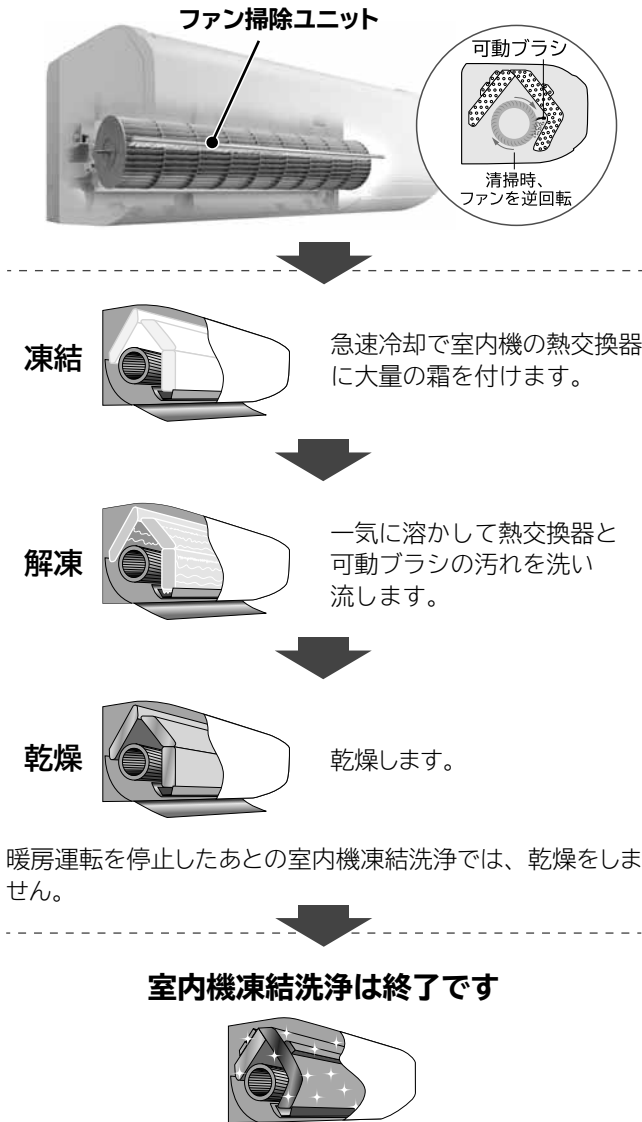 ファン掃除ユニット
可動ブラシ
清掃時、
ファンを逆回転
凍結
急速冷却で室内機の熱交換器
に大量の霜を付けます。
解凍
一気に溶かして熱交換器と
可動ブラシの汚れを洗い
流します。
乾燥
乾燥します。
暖房運転を停止したあとの室内機凍結洗浄では、乾燥をしま
せん。
室内機凍結洗浄は終了です